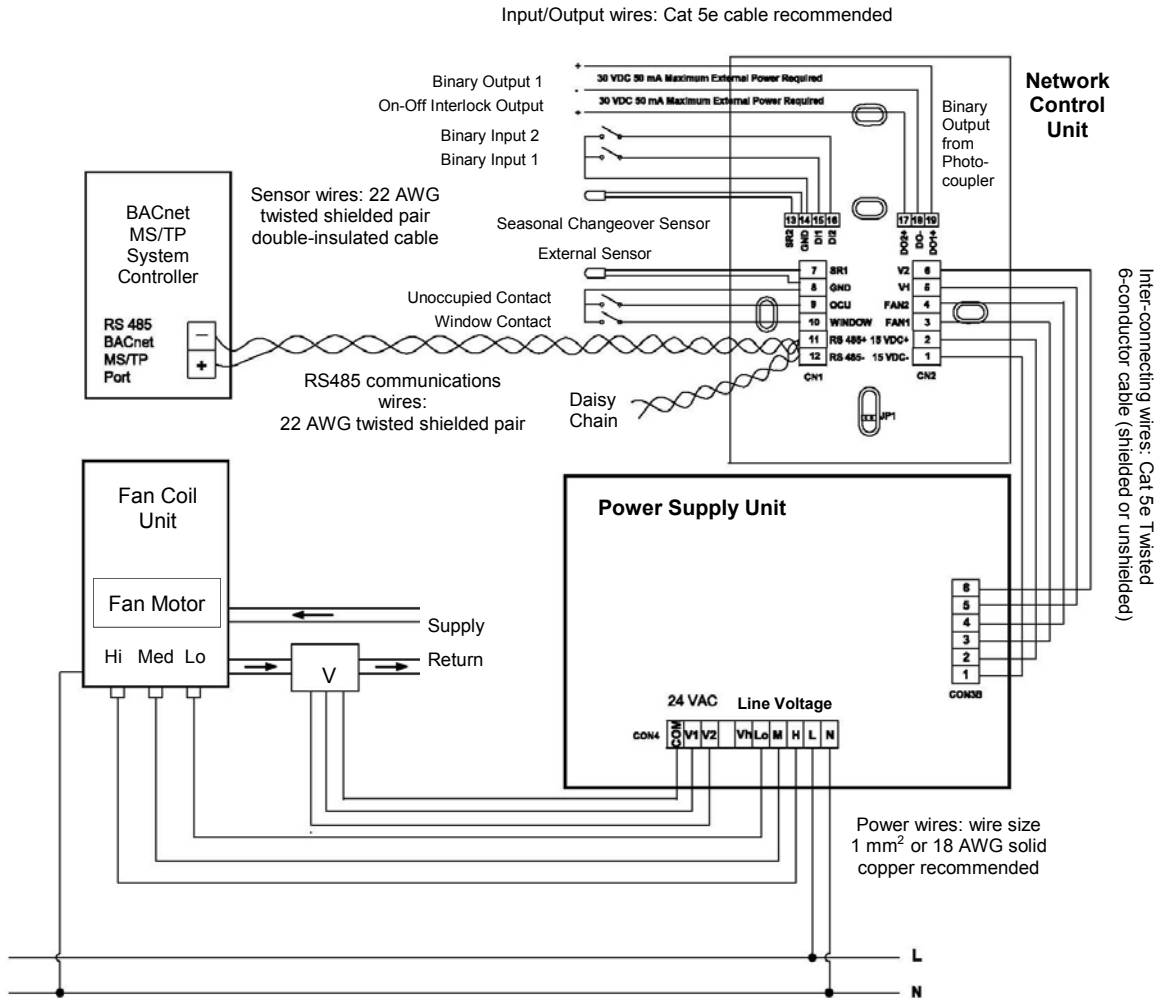 Input/Output wires: Cat 5e cable recommended
Network
Control
Unit
+
30 VDC 50 mA Maximum External Power Required
Binary Output 1
-
On-Off Interlock Output
30 VDC 50 mA Maximum External Power Required
+
Binary
Output
from
Photo-
coupler
Binary Input 2
Binary Input 1
Seasonal Changeover Sensor
External Sensor
Unoccupied Contact
Window Contact
13 14 15 16
SR2
GND
DI1
DI2
17 18 19
DO2+
DO-
DO1+
7 SR1
8 GND
9 OCU
10 WINDOW
11 RS 485+
12 RS 485-
CN1
V2 6
V1 5
FAN2 4
FAN1 3
15 VDC+ 2
15 VDC- 1
CN2
JP1
BACnet
MS/TP
System
Controller
RS 485
BACnet
MS/TP
Port
−
+
Sensor wires: 22 AWG
twisted shielded pair
double-insulated cable
RS485 communications
wires:
22 AWG twisted shielded pair
Daisy
Chain
Inter-connecting wires: Cat 5e Twisted
6-conductor cable (shielded or unshielded)
Fan Coil
Unit
Fan Motor
Hi Med Lo
Supply
Return
V
Power Supply Unit
6
5
4
3
2
1
CON3B
24 VAC
Line Voltage
CON4
COM V1 V2 Vh Lo M H L N
Power wires: wire size
1 mm² or 18 AWG solid
copper recommended
L
N